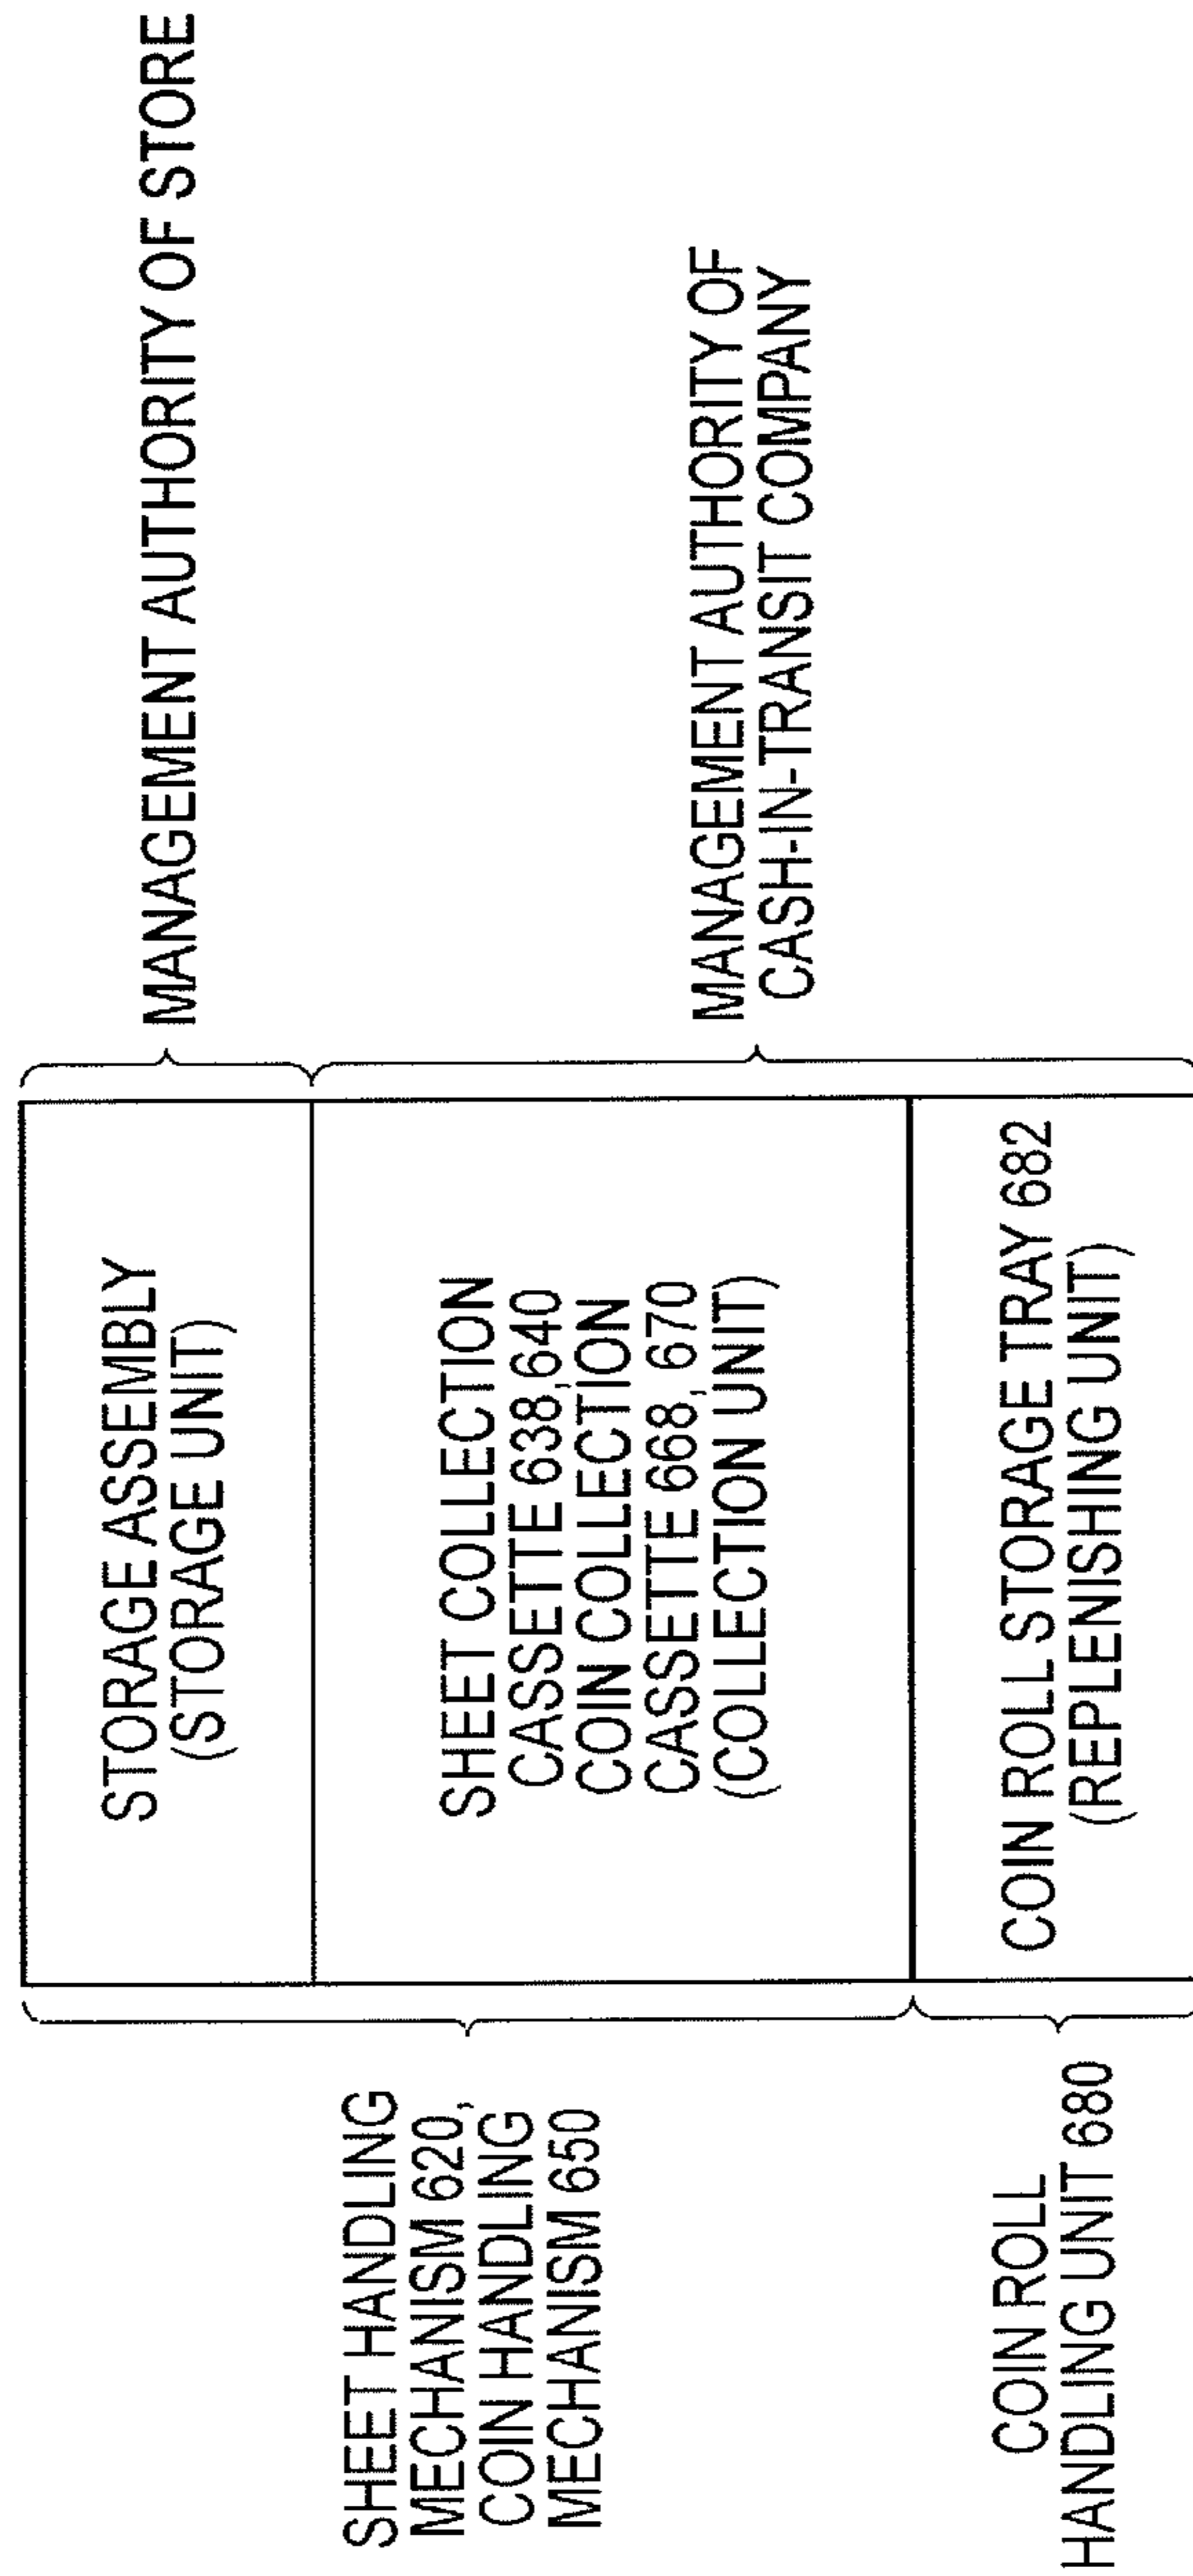 SHEET HANDLING
MECHANISM 620,
COIN HANDLING
MECHANISM 650
COIN ROLL
HANDLING UNIT 680
STORAGE ASSEMBLY
(STORAGE UNIT)
SHEET COLLECTION
CASSETTE 638,640
COIN COLLECTION
CASSETTE 668, 670
(COLLECTION UNIT)
COIN ROLL STORAGE TRAY 682
(REPLENISHING UNIT)
MANAGEMENT AUTHORITY OF STORE
MANAGEMENT AUTHORITY OF
CASH-IN-TRANSIT COMPANY